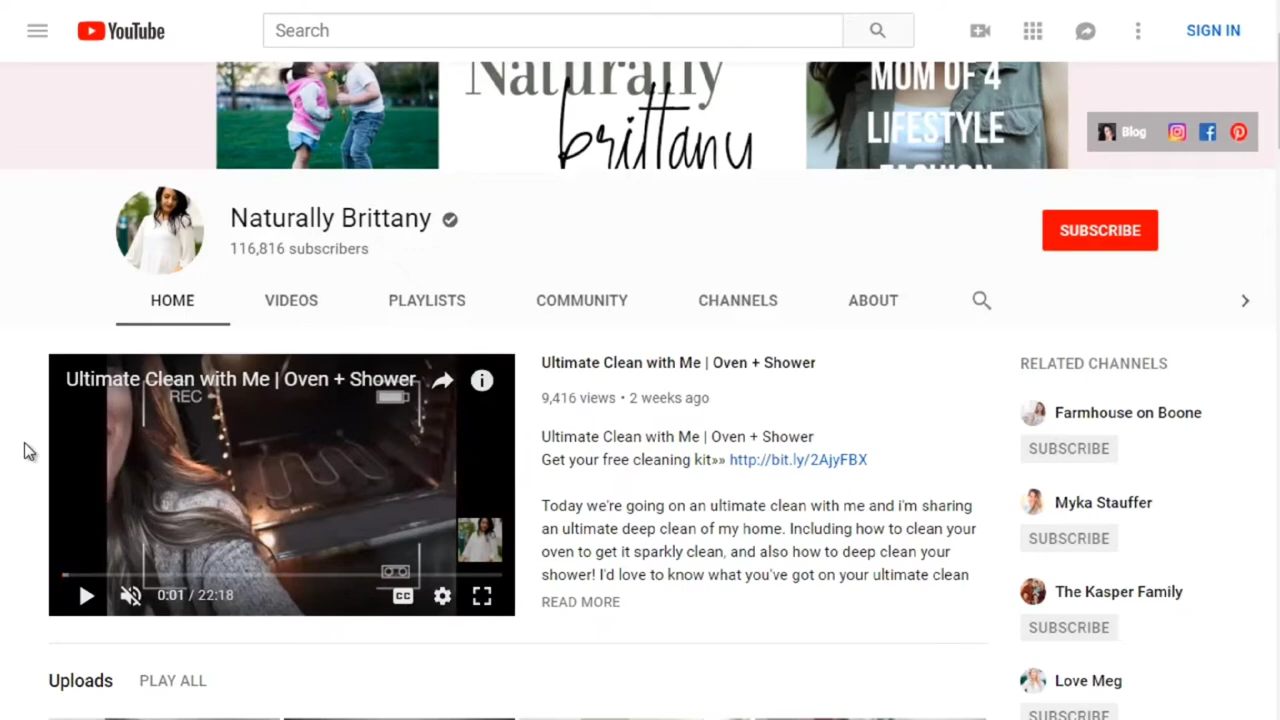 YouTube
Search
SIGN IN
Naturally
brittany
MOM OF 4
LIFESTYLE
FASHION
Blog
Naturally Brittany
116,816 subscribers
SUBSCRIBE
HOME
VIDEOS
PLAYLISTS
COMMUNITY
CHANNELS
ABOUT
Ultimate Clean with Me | Oven + Shower
REC
CC
0:01 / 22:18
Ultimate Clean with Me | Oven + Shower
9,416 views • 2 weeks ago
Ultimate Clean with Me | Oven + Shower
Get your free cleaning kit»» http://bit.ly/2AjyFBX
Today we're going on an ultimate clean with me and i'm sharing
an ultimate deep clean of my home. Including how to clean your
oven to get it sparkly clean, and also how to deep clean your
shower! I'd love to know what you've got on your ultimate clean
READ MORE
RELATED CHANNELS
Farmhouse on Boone
SUBSCRIBE
Myka Stauffer
SUBSCRIBE
The Kasper Family
SUBSCRIBE
Love Meg
SUBSCRIBE
Uploads
PLAY ALL